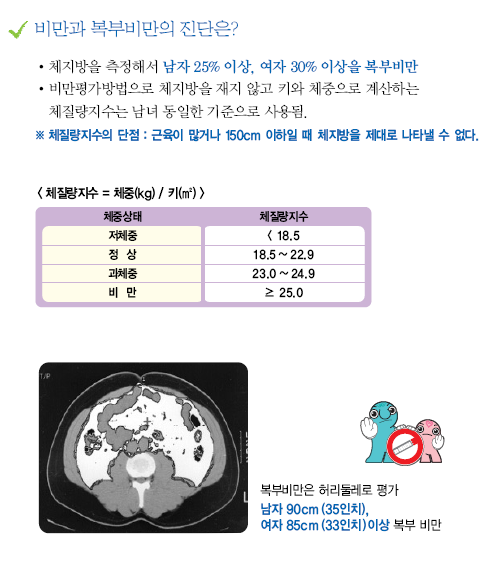 비만과 복부비만의 진단은?
• 체지방을 측정해서 남자 25% 이상, 여자 30% 이상을 복부비만
• 비만평가방법으로 체지방을 재지 않고 키와 체중으로 계산하는
체질량지수는 남녀 동일한 기준으로 사용됨.
※ 체질량지수의 단점 : 근육이 많거나 150cm 이하일 때 체지방을 제대로 나타낼 수 없다.
< 체질량지수 = 체중(kg) / 키(㎡) >
체중상태 체질량지수
저체중 < 18.5
정 상 18.5 ~ 22.9
과체중 23.0 ~ 24.9
비 만 ≥ 25.0
복부비만은 허리둘레로 평가
남자 90cm (35인치),
여자 85cm (33인치) 이상 복부 비만